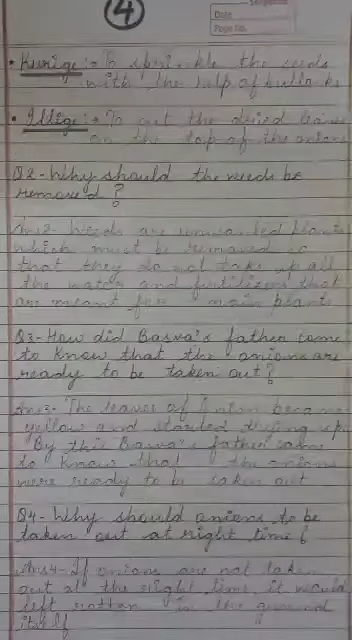 4
Date
Page No.
• Kurige :- To sprinkle the seeds
with the help of bullocks
• Illige :- To cut the dried leaves
on the top of the onions
Q2- Why should the weeds be
removed ?
Ans2- Weeds are unwanted plants
which must be removed so
that they do not take up all
the water and fertilizers that
are meant for main plants
Q3- How did Basva's father came
to know that the onions are
ready to be taken out?
Ans3- The leaves of onion became
yellow and started drying up.
By this Basva's father came
to know that the onions
were ready to be taken out
Q4- Why should onions to be
taken out at right time ?
Ans4- If onions are not taken
out at the right time, it would
left rotten in the ground
itself